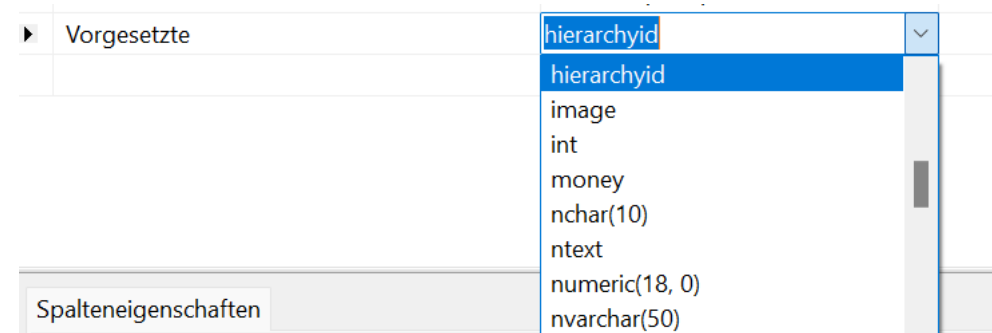 Vorgesetzte hierarchyid
hierarchyid
image
int
money
nchar(10)
ntext
numeric(18, 0)
nvarchar(50)
Spalteneigenschaften